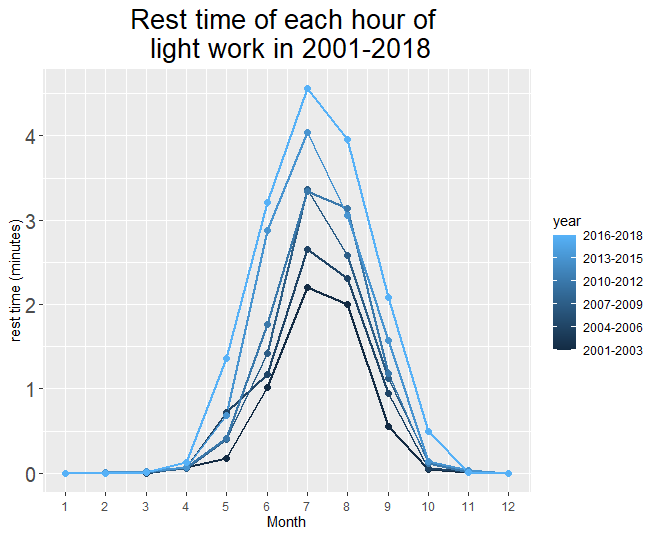 Rest time of each hour of
light work in 2001-2018
rest time (minutes)
4
3
2
1
0
1 2 3 4 5 6 7 8 9 10 11 12
Month
year
2016-2018
2013-2015
2010-2012
2007-2009
2004-2006
2001-2003